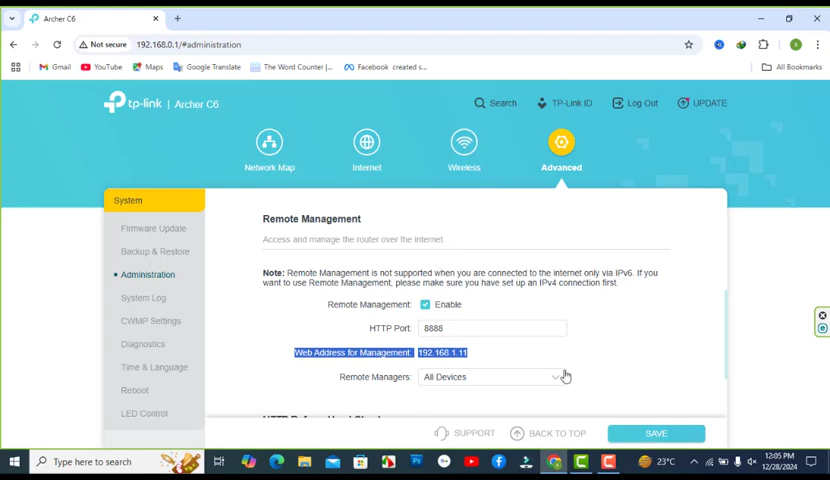 Archer C6
Not secure 192.168.0.1/#administration
Gmail YouTube Maps Google Translate The Word Counter |... Facebook created s... All Bookmarks
tp-link | Archer C6
Search TP-Link ID Log Out UPDATE
Network Map Internet Wireless Advanced
System
Firmware Update
Backup & Restore
Administration
System Log
CWMP Settings
Diagnostics
Time & Language
Reboot
LED Control
Remote Management
Access and manage the router over the internet.
Note: Remote Management is not supported when you are connected to the internet only via IPv6. If you
want to use Remote Management, please make sure you have set up an IPv4 connection first.
Remote Management: Enable
HTTP Port: 8888
Web Address for Management: 192.168.1.11
Remote Managers: All Devices
SUPPORT BACK TO TOP SAVE
Type here to search
23°C
12:05 PM
12/28/2024